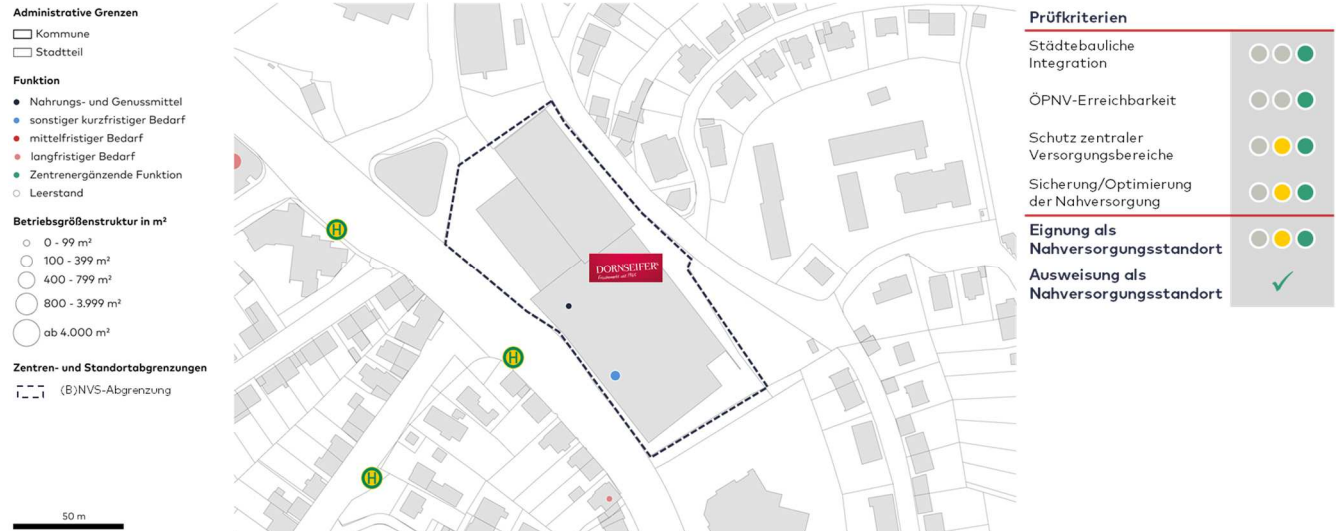 Administrative Grenzen
Kommune
Stadtteil
Funktion
Nahrungs- und Genussmittel
sonstiger kurzfristiger Bedarf
mittelfristiger Bedarf
langfristiger Bedarf
Zentrenergänzende Funktion
Leerstand
Betriebsgrößenstruktur in m²
0 - 99 m²
100 - 399 m²
400 - 799 m²
800 - 3.999 m²
ab 4.000 m²
Zentren- und Standortabgrenzungen
(B)NVS-Abgrenzung
50 m
H
H
H
DORNSEIFER
Prüfkriterien
Städtebauliche
Integration
ÖPNV-Erreichbarkeit
Schutz zentraler
Versorgungsbereiche
Sicherung/Optimierung
der Nahversorgung
Eignung als
Nahversorgungsstandort
Ausweisung als
Nahversorgungsstandort